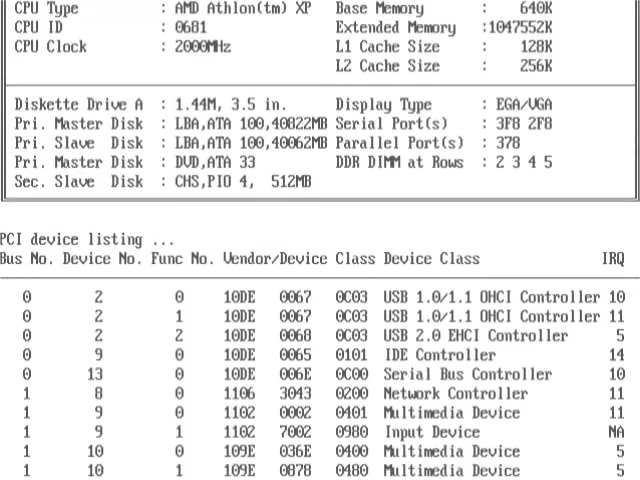 CPU Type : AMD Athlon(tm) XP Base Memory : 640K
CPU ID : 0681 Extended Memory :1047552K
CPU Clock : 2000MHz L1 Cache Size : 128K
L2 Cache Size : 256K
Diskette Drive A : 1.44M, 3.5 in. Display Type : EGA/VGA
Pri. Master Disk : LBA,ATA 100,40822MB Serial Port(s) : 3F8 2F8
Pri. Slave Disk : LBA,ATA 100,40062MB Parallel Port(s) : 378
Pri. Master Disk : DVD,ATA 33 DDR DIMM at Rows : 2 3 4 5
Sec. Slave Disk : CHS,PIO 4, 512MB
PCI device listing ...
Bus No. Device No. Func No. Vendor/Device Class Device Class IRQ
0 2 0 10DE 0067 0C03 USB 1.0/1.1 OHCI Controller 10
0 2 1 10DE 0067 0C03 USB 1.0/1.1 OHCI Controller 11
0 2 2 10DE 0068 0C03 USB 2.0 EHCI Controller 5
0 9 0 10DE 0065 0101 IDE Controller 14
0 13 0 10DE 006E 0C00 Serial Bus Controller 10
1 8 0 1106 3043 0200 Network Controller 11
1 9 0 1102 0002 0401 Multimedia Device 11
1 9 1 1102 7002 0980 Input Device NA
1 10 0 109E 036E 0400 Multimedia Device 5
1 10 1 109E 0878 0480 Multimedia Device 5